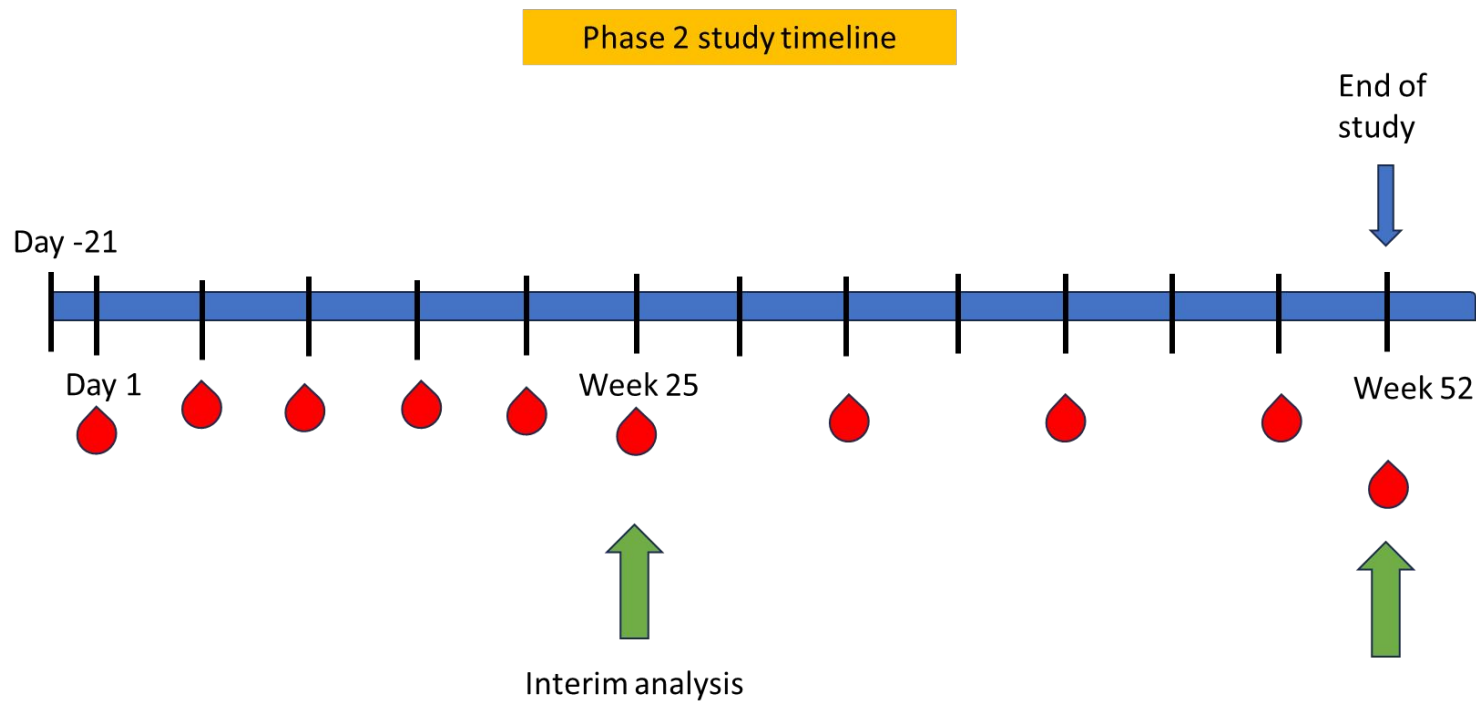 Phase 2 study timeline
End of
study
Day -21
Day 1
Week 25
Week 52
Interim analysis